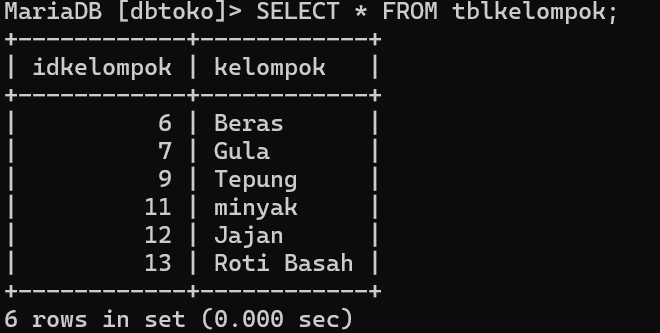 MariaDB [dbtoko]> SELECT * FROM tblkelompok;
+------------+------------+
| idkelompok | kelompok   |
+------------+------------+
|          6 | Beras      |
|          7 | Gula       |
|          9 | Tepung     |
|         11 | minyak     |
|         12 | Jajan      |
|         13 | Roti Basah |
+------------+------------+
6 rows in set (0.000 sec)